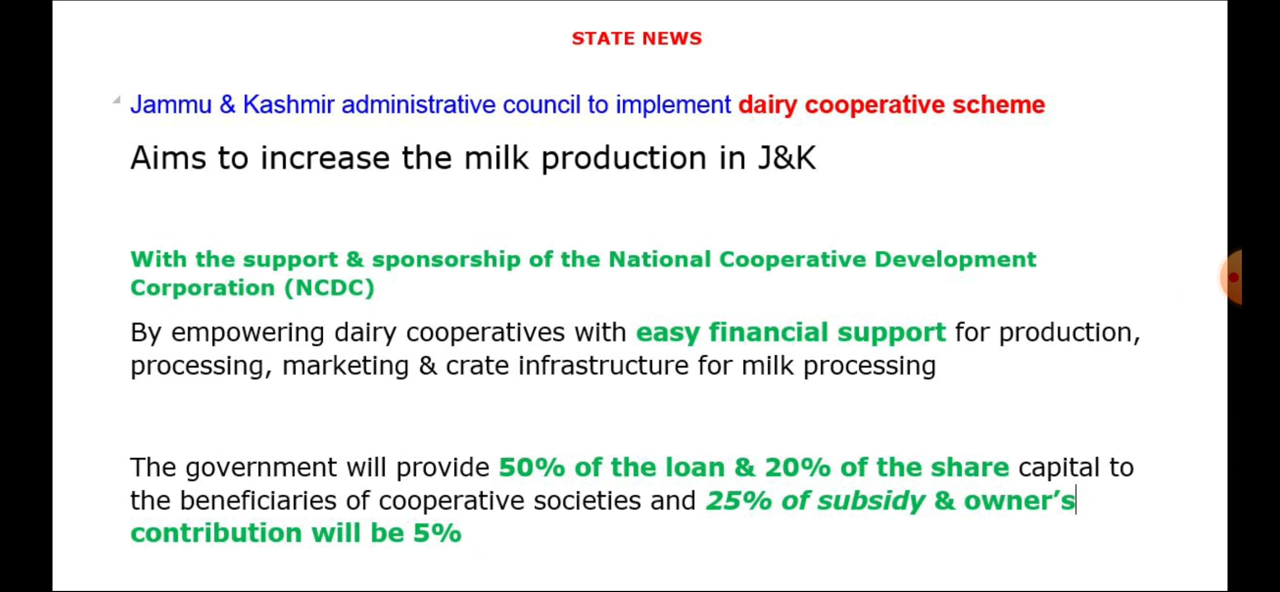 STATE NEWS
Jammu & Kashmir administrative council to implement dairy cooperative scheme
Aims to increase the milk production in J&K
With the support & sponsorship of the National Cooperative Development
Corporation (NCDC)
By empowering dairy cooperatives with easy financial support for production,
processing, marketing & crate infrastructure for milk processing
The government will provide 50% of the loan & 20% of the share capital to
the beneficiaries of cooperative societies and 25% of subsidy & owner's
contribution will be 5%